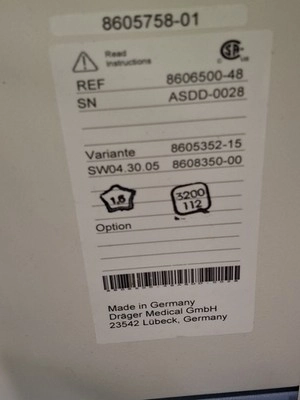 8605758-01
Read
Instructions
REF 8606500-48
SN ASDD-0028
Variante 8605352-15
SW04.30.05 8608350-00
1,5
3200
112
Option
Made in Germany
Dräger Medical GmbH
23542 Lübeck, Germany